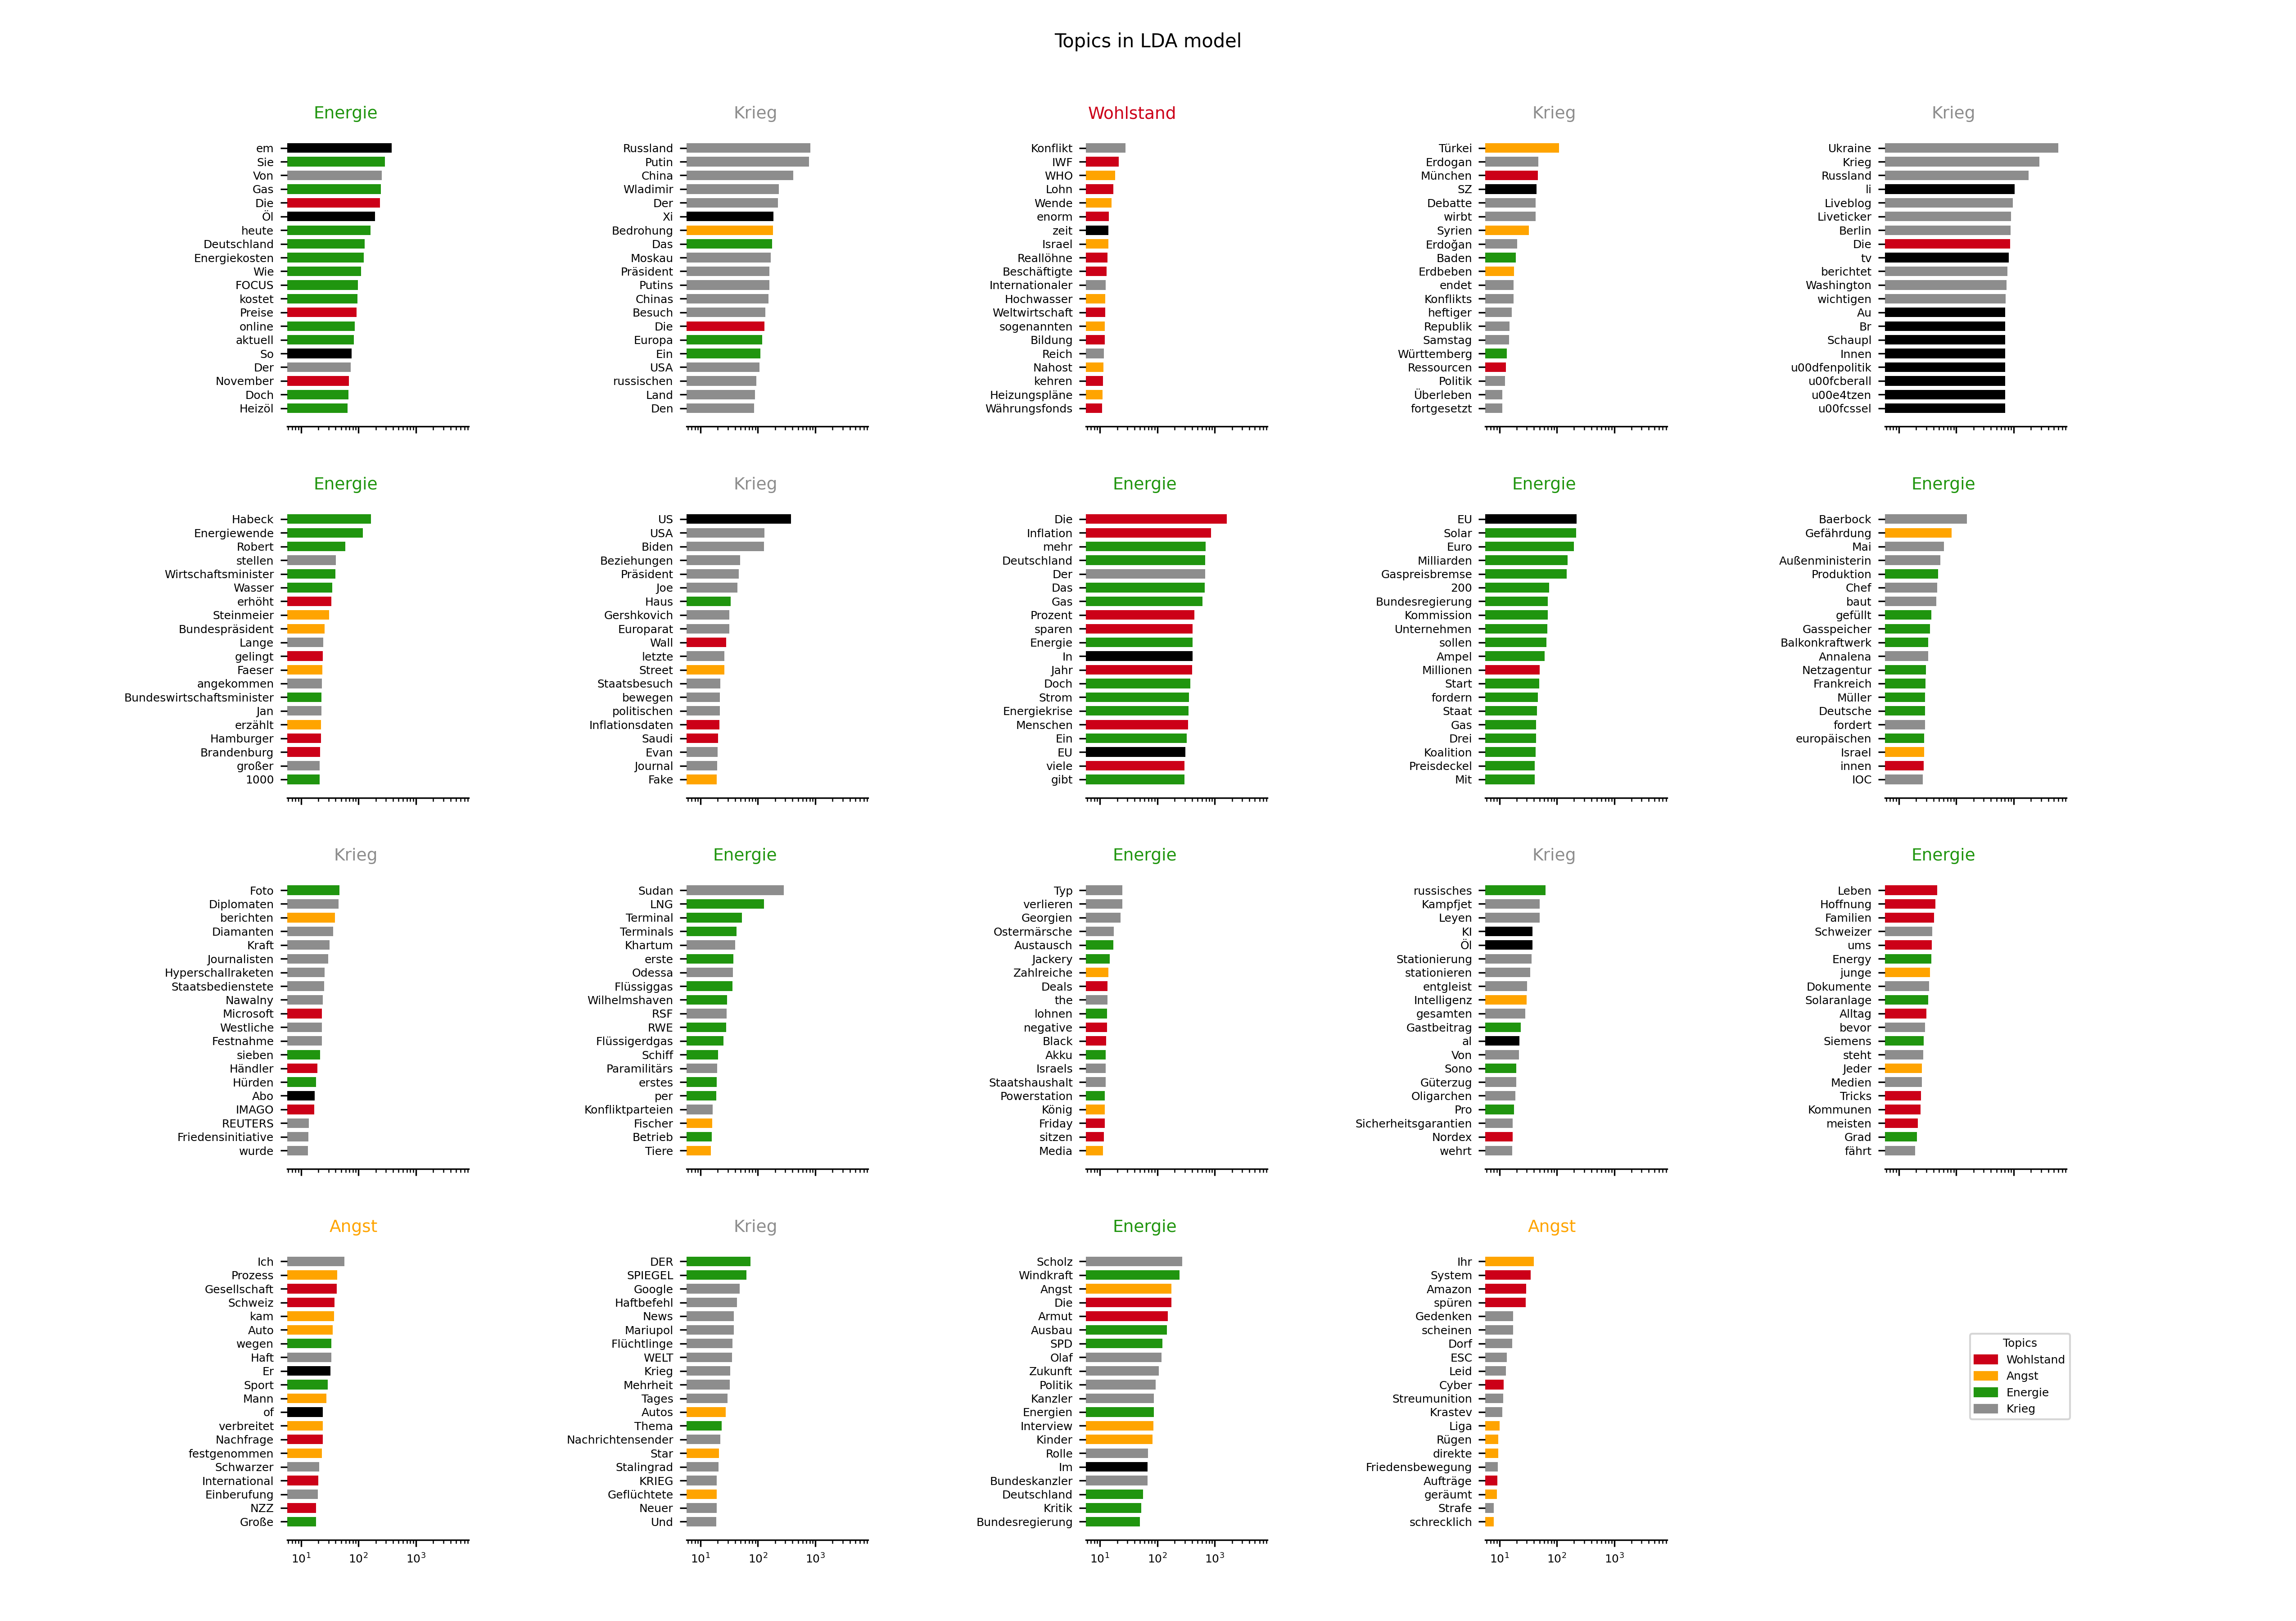 Topics in LDA model
Energie
em
Sie
Von
Gas
Die
Öl
heute
Deutschland
Energiekosten
Wie
FOCUS
kostet
Preise
online
aktuell
So
Der
November
Doch
Heizöl
Krieg
Russland
Putin
China
Wladimir
Der
Xi
Bedrohung
Das
Moskau
Präsident
Putins
Chinas
Besuch
Die
Europa
Ein
USA
russischen
Land
Den
Wohlstand
Konflikt
IWF
WHO
Lohn
Wende
enorm
zeit
Israel
Reallöhne
Beschäftigte
Internationaler
Hochwasser
Weltwirtschaft
sogenannten
Bildung
Reich
Nahost
kehren
Heizungspläne
Währungsfonds
Krieg
Türkei
Erdogan
München
SZ
Debatte
wirbt
Syrien
Erdoğan
Baden
Erdbeben
endet
Konflikts
heftiger
Republik
Samstag
Württemberg
Ressourcen
Politik
Überleben
fortgesetzt
Krieg
Ukraine
Krieg
Russland
li
Liveblog
Liveticker
Berlin
Die
tv
berichtet
Washington
wichtigen
Au
Br
Schaupl
Innen
u00dfenpolitik
u00fcberall
u00e4tzen
u00fcssel
Energie
Habeck
Energiewende
Robert
stellen
Wirtschaftsminister
Wasser
erhöht
Steinmeier
Bundespräsident
Lange
gelingt
Faeser
angekommen
Bundeswirtschaftsminister
Jan
erzählt
Hamburger
Brandenburg
großer
1000
Krieg
US
USA
Biden
Beziehungen
Präsident
Joe
Haus
Gershkovich
Europarat
Wall
letzte
Street
Staatsbesuch
bewegen
politischen
Inflationsdaten
Saudi
Evan
Journal
Fake
Energie
Die
Inflation
mehr
Deutschland
Der
Das
Gas
Prozent
sparen
Energie
In
Jahr
Doch
Strom
Energiekrise
Menschen
Ein
EU
viele
gibt
Energie
EU
Solar
Euro
Milliarden
Gaspreisbremse
200
Bundesregierung
Kommission
Unternehmen
sollen
Ampel
Millionen
Start
fordern
Staat
Gas
Drei
Koalition
Preisdeckel
Mit
Energie
Baerbock
Gefährdung
Mai
Außenministerin
Produktion
Chef
baut
gefüllt
Gasspeicher
Balkonkraftwerk
Annalena
Netzagentur
Frankreich
Müller
Deutsche
fordert
europäischen
Israel
innen
IOC
Krieg
Foto
Diplomaten
berichten
Diamanten
Kraft
Journalisten
Hyperschallraketen
Staatsbedienstete
Nawalny
Microsoft
Westliche
Festnahme
sieben
Händler
Hürden
Abo
IMAGO
REUTERS
Friedensinitiative
wurde
Energie
Sudan
LNG
Terminal
Terminals
Khartum
erste
Odessa
Flüssiggas
Wilhelmshaven
RSF
RWE
Flüssigerdgas
Schiff
Paramilitärs
erstes
per
Konfliktparteien
Fischer
Betrieb
Tiere
Energie
Typ
verlieren
Georgien
Ostermärsche
Austausch
Jackery
Zahlreiche
Deals
the
lohnen
negative
Black
Akku
Israels
Staatshaushalt
Powerstation
König
Friday
sitzen
Media
Krieg
russisches
Kampfjet
Leyen
KI
Öl
Stationierung
stationieren
entgleist
Intelligenz
gesamten
Gastbeitrag
al
Von
Sono
Güterzug
Oligarchen
Pro
Sicherheitsgarantien
Nordex
wehrt
Energie
Leben
Hoffnung
Familien
Schweizer
ums
Energy
junge
Dokumente
Solaranlage
Alltag
bevor
Siemens
steht
Jeder
Medien
Tricks
Kommunen
meisten
Grad
fährt
Angst
Ich
Prozess
Gesellschaft
Schweiz
kam
Auto
wegen
Haft
Er
Sport
Mann
of
verbreitet
Nachfrage
festgenommen
Schwarzer
International
Einberufung
NZZ
Große
10¹ 10² 10³
Krieg
DER
SPIEGEL
Google
Haftbefehl
News
Mariupol
Flüchtlinge
WELT
Krieg
Mehrheit
Tages
Autos
Thema
Nachrichtensender
Star
Stalingrad
KRIEG
Geflüchtete
Neuer
Und
10¹ 10² 10³
Energie
Scholz
Windkraft
Angst
Die
Armut
Ausbau
SPD
Olaf
Zukunft
Politik
Kanzler
Energien
Interview
Kinder
Rolle
Im
Bundeskanzler
Deutschland
Kritik
Bundesregierung
10¹ 10² 10³
Angst
Ihr
System
Amazon
spüren
Gedenken
scheinen
Dorf
ESC
Leid
Cyber
Streumunition
Krastev
Liga
Rügen
direkte
Friedensbewegung
Aufträge
geräumt
Strafe
schrecklich
10¹ 10² 10³
Topics
Wohlstand
Angst
Energie
Krieg